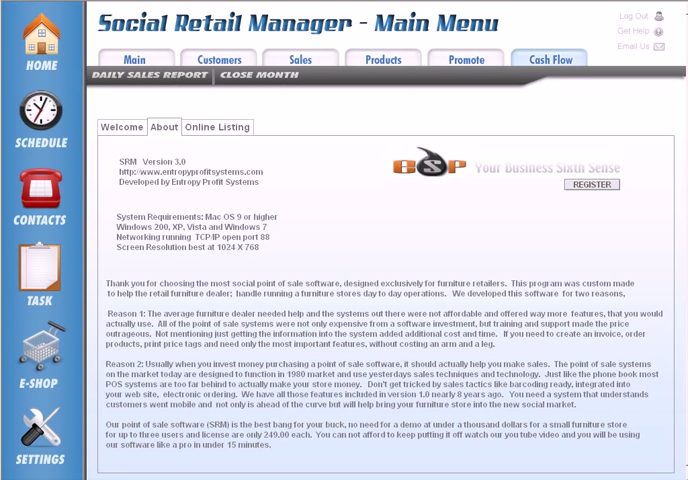 Social Retail Manager - Main Menu
Log Out
Get Help
Email Us
Main
Customers
Sales
Products
Promote
Cash Flow
DAILY SALES REPORT
CLOSE MONTH
HOME
SCHEDULE
CONTACTS
TASK
E-SHOP
SETTINGS
Welcome
About
Online Listing
SRM Version 3.0
http://www.entropyprofitsystems.com
Developed by Entropy Profit Systems
ESP Your Business Sixth Sense
REGISTER
System Requirements: Mac OS 9 or higher
Windows 200, XP, Vista and Windows 7
Networking running TCP/IP open port 88
Screen Resolution best at 1024 X 768
Thank you for choosing the most social point of sale software, designed exclusively for furniture retailers. This program was custom made
to help the retail furniture dealer; handle running a furniture stores day to day operations. We developed this software for two reasons,
Reason 1: The average furniture dealer needed help and the systems out there were not affordable and offered way more features, that you would
actually use. All of the point of sale systems were not only expensive from a software investment, but training and support made the price
outrageous. Not mentioning just getting the information into the system added additional cost and time. If you need to create an invoice, order
products, print price tags and need only the most important features, without costing an arm and a leg.
Reason 2: Usually when you invest money purchasing a point of sale software, it should actually help you make sales. The point of sale systems
on the market today are designed to function in 1980 market and use yesterdays sales techniques and technology. Just like the phone book most
POS systems are too far behind to actually make your store money. Don't get tricked by sales tactics like barcoding ready, integrated into
your web site, electronic ordering. We have all those features included in version 1.0 nearly 8 years ago. You need a system that understands
customers went mobile and not only is ahead of the curve but will help bring your furniture store into the new social market.
Our point of sale software (SRM) is the best bang for your buck, no need for a demo at under a thousand dollars for a small furniture store
for up to three users and license are only 249.00 each. You can not afford to keep putting it off watch our you tube video and you will be using
our software like a pro in under 15 minutes.